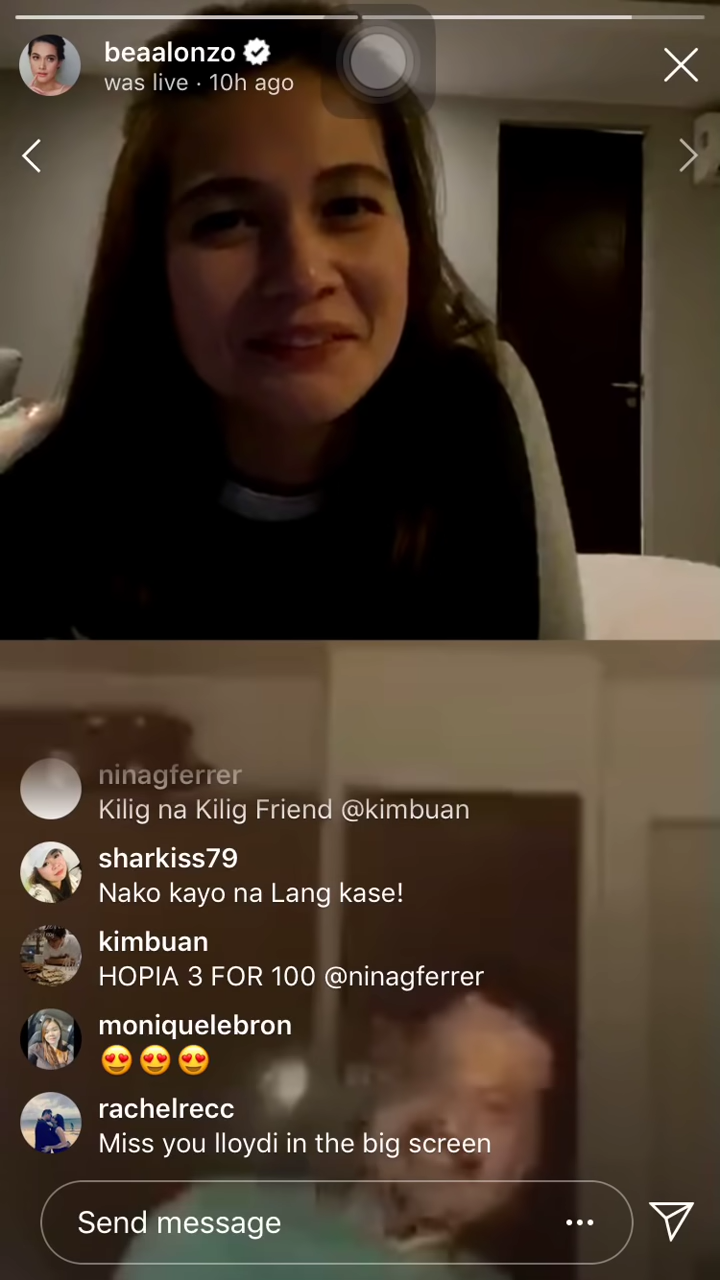 beaalonzo
was live · 10h ago
ninagferrer
Kilig na Kilig Friend @kimbuan
sharkiss79
Nako kayo na Lang kase!
kimbuan
HOPIA 3 FOR 100 @ninagferrer
moniquelebron
😍😍😍
rachelrecc
Miss you lloydi in the big screen
Send message